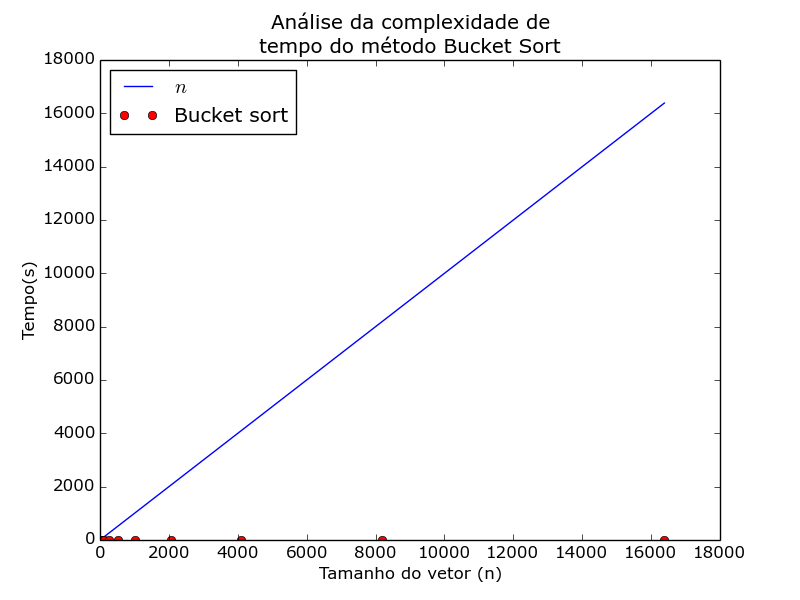 Análise da complexidade de
tempo do método Bucket Sort
n
Bucket sort
Tempo(s)
18000
16000
14000
12000
10000
8000
6000
4000
2000
0
0 2000 4000 6000 8000 10000 12000 14000 16000 18000
Tamanho do vetor (n)